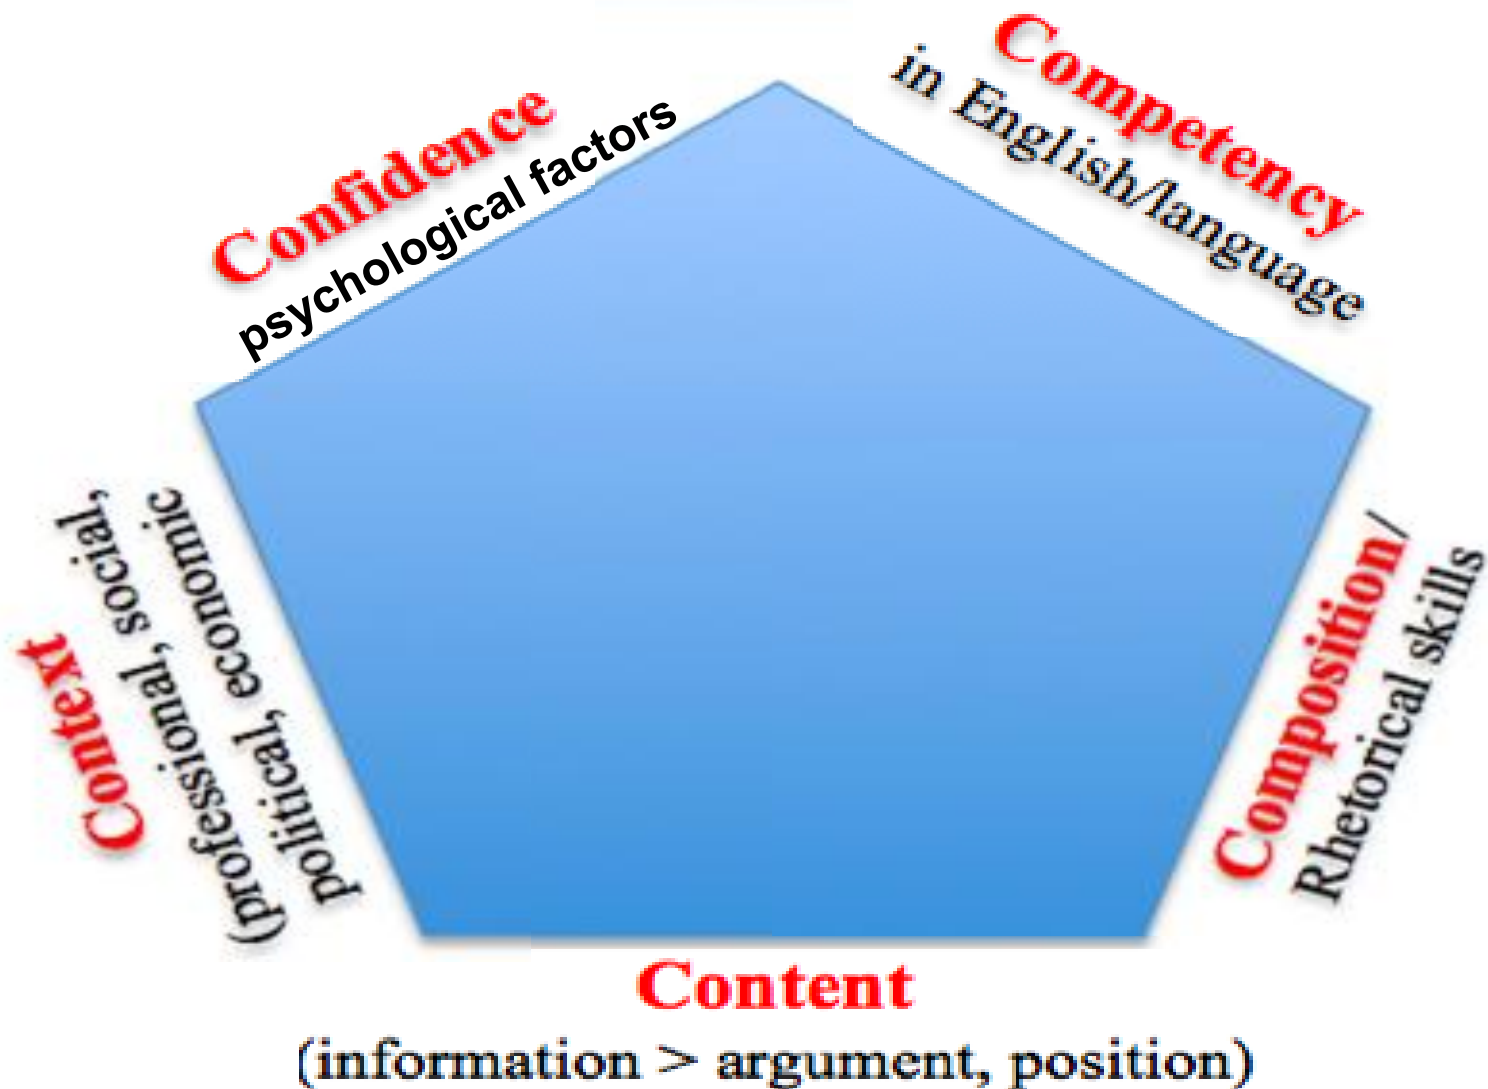 Confidence
psychological factors
Competency
in English/language
Composition/
Rhetorical skills
Content
(information > argument, position)
Context
(professional, social,
political, economic